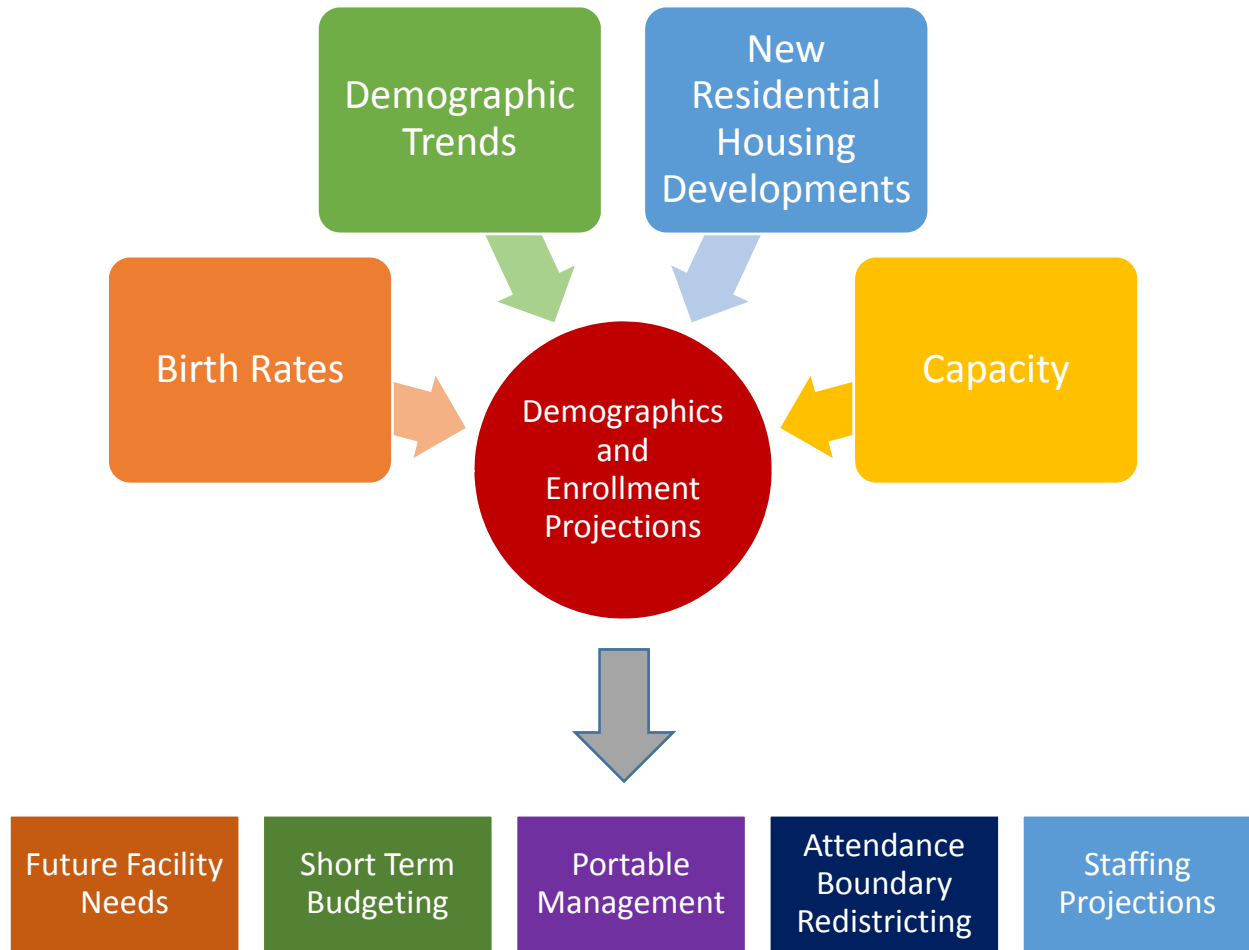 Demographic
Trends
New
Residential
Housing
Developments
Birth Rates
Capacity
Demographics
and
Enrollment
Projections
Future Facility
Needs
Short Term
Budgeting
Portable
Management
Attendance
Boundary
Redistricting
Staffing
Projections